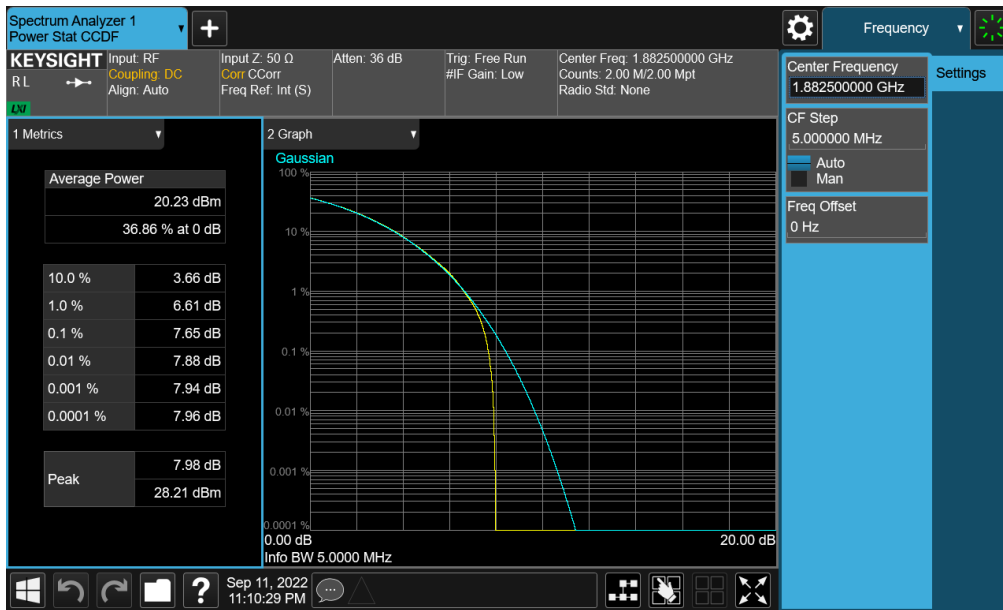 Spectrum Analyzer 1
Power Stat CCDF
Frequency
KEYSIGHT
R L
LXI
Input: RF
Coupling: DC
Align: Auto
Input Z: 50 Ω
Corr CCorr
Freq Ref: Int (S)
Atten: 36 dB
Trig: Free Run
#IF Gain: Low
Center Freq: 1.882500000 GHz
Counts: 2.00 M/2.00 Mpt
Radio Std: None
Center Frequency
1.882500000 GHz
Settings
CF Step
5.000000 MHz
Auto
Man
Freq Offset
0 Hz
1 Metrics
Average Power
20.23 dBm
36.86 % at 0 dB
10.0 % 3.66 dB
1.0 % 6.61 dB
0.1 % 7.65 dB
0.01 % 7.88 dB
0.001 % 7.94 dB
0.0001 % 7.96 dB
Peak
7.98 dB
28.21 dBm
2 Graph
Gaussian
100 %
10 %
1 %
0.1 %
0.01 %
0.001 %
0.0001 %
0.00 dB 20.00 dB
Info BW 5.0000 MHz
Sep 11, 2022
11:10:29 PM